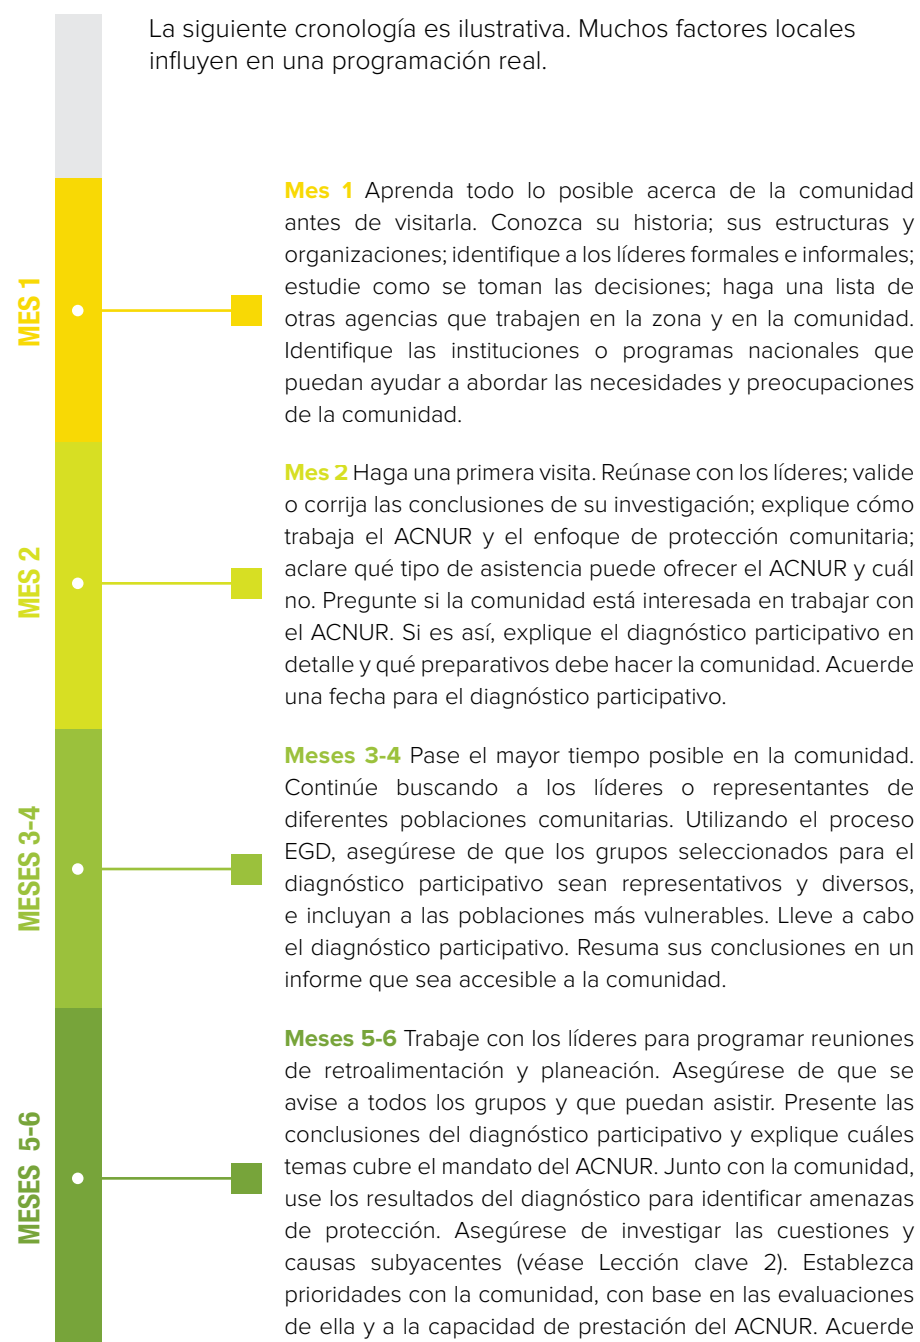 La siguiente cronología es ilustrativa. Muchos factores locales
influyen en una programación real.
MES 1
Mes 1 Aprenda todo lo posible acerca de la comunidad
antes de visitarla. Conozca su historia; sus estructuras y
organizaciones; identifique a los líderes formales e informales;
estudie como se toman las decisiones; haga una lista de
otras agencias que trabajen en la zona y en la comunidad.
Identifique las instituciones o programas nacionales que
puedan ayudar a abordar las necesidades y preocupaciones
de la comunidad.
MES 2
Mes 2 Haga una primera visita. Reúnase con los líderes; valide
o corrija las conclusiones de su investigación; explique cómo
trabaja el ACNUR y el enfoque de protección comunitaria;
aclare qué tipo de asistencia puede ofrecer el ACNUR y cuál
no. Pregunte si la comunidad está interesada en trabajar con
el ACNUR. Si es así, explique el diagnóstico participativo en
detalle y qué preparativos debe hacer la comunidad. Acuerde
una fecha para el diagnóstico participativo.
MESES 3-4
Meses 3-4 Pase el mayor tiempo posible en la comunidad.
Continúe buscando a los líderes o representantes de
diferentes poblaciones comunitarias. Utilizando el proceso
EGD, asegúrese de que los grupos seleccionados para el
diagnóstico participativo sean representativos y diversos,
e incluyan a las poblaciones más vulnerables. Lleve a cabo
el diagnóstico participativo. Resuma sus conclusiones en un
informe que sea accesible a la comunidad.
MESES 5-6
Meses 5-6 Trabaje con los líderes para programar reuniones
de retroalimentación y planeación. Asegúrese de que se
avise a todos los grupos y que puedan asistir. Presente las
conclusiones del diagnóstico participativo y explique cuáles
temas cubre el mandato del ACNUR. Junto con la comunidad,
use los resultados del diagnóstico para identificar amenazas
de protección. Asegúrese de investigar las cuestiones y
causas subyacentes (véase Lección clave 2). Establezca
prioridades con la comunidad, con base en las evaluaciones
de ella y a la capacidad de prestación del ACNUR. Acuerde